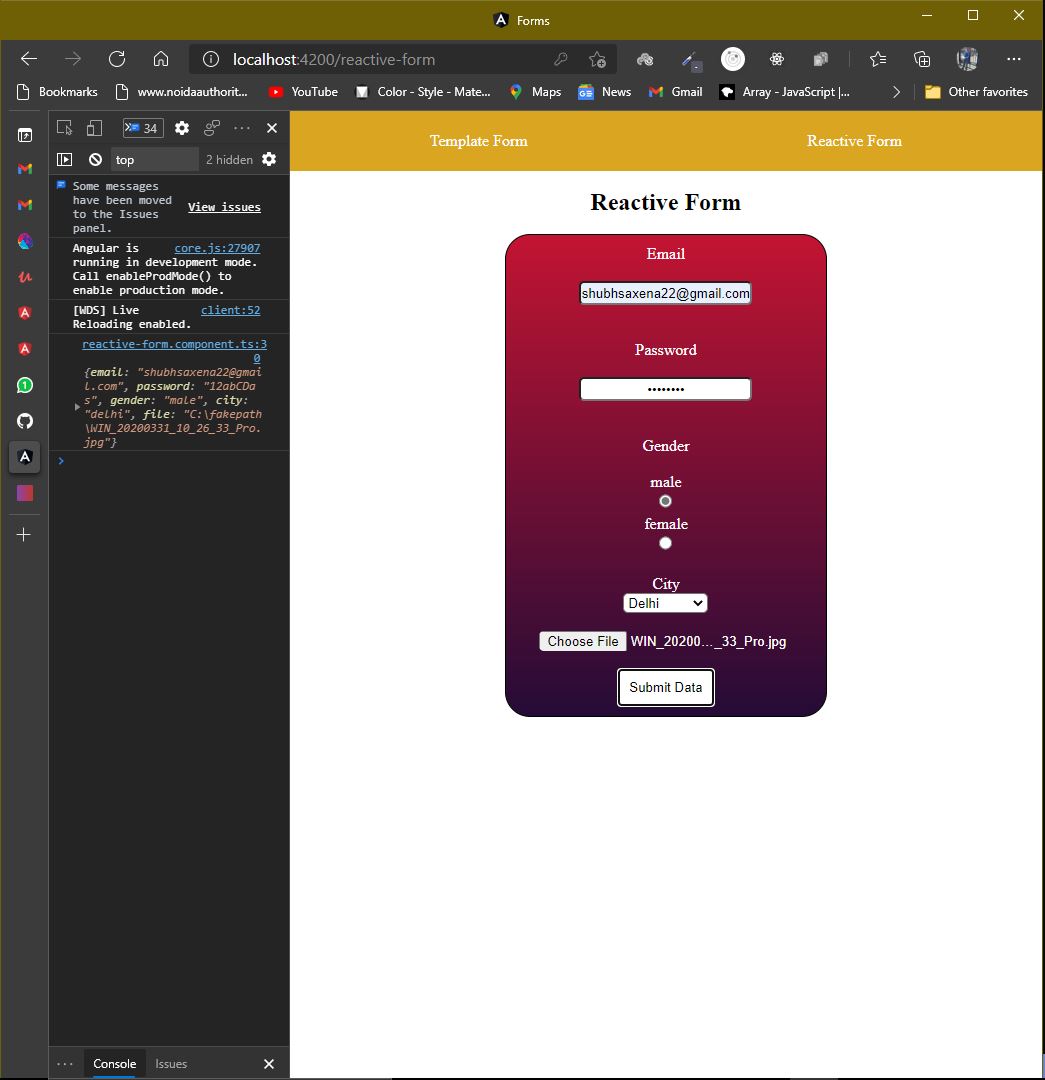 Forms
localhost:4200/reactive-form
Bookmarks www.noidaauthorit... YouTube Color - Style - Mate... Maps News Gmail Array - JavaScript |... Other favorites
34
top 2 hidden
Some messages
have been moved
to the Issues
panel.
View issues
Angular is core.js:27907
running in development mode.
Call enableProdMode() to
enable production mode.
[WDS] Live client:52
Reloading enabled.
reactive-form.component.ts:3
0
{email: "shubhsaxena22@gmai
l.com", password: "12abCDa
s", gender: "male", city:
"delhi", file: "C:\fakepath
\WIN_20200331_10_26_33_Pro.
jpg"}
Console Issues
Template Form Reactive Form
Reactive Form
Email
shubhsaxena22@gmail.com
Password
••••••••
Gender
male
female
City
Delhi
Choose File WIN_20200..._33_Pro.jpg
Submit Data